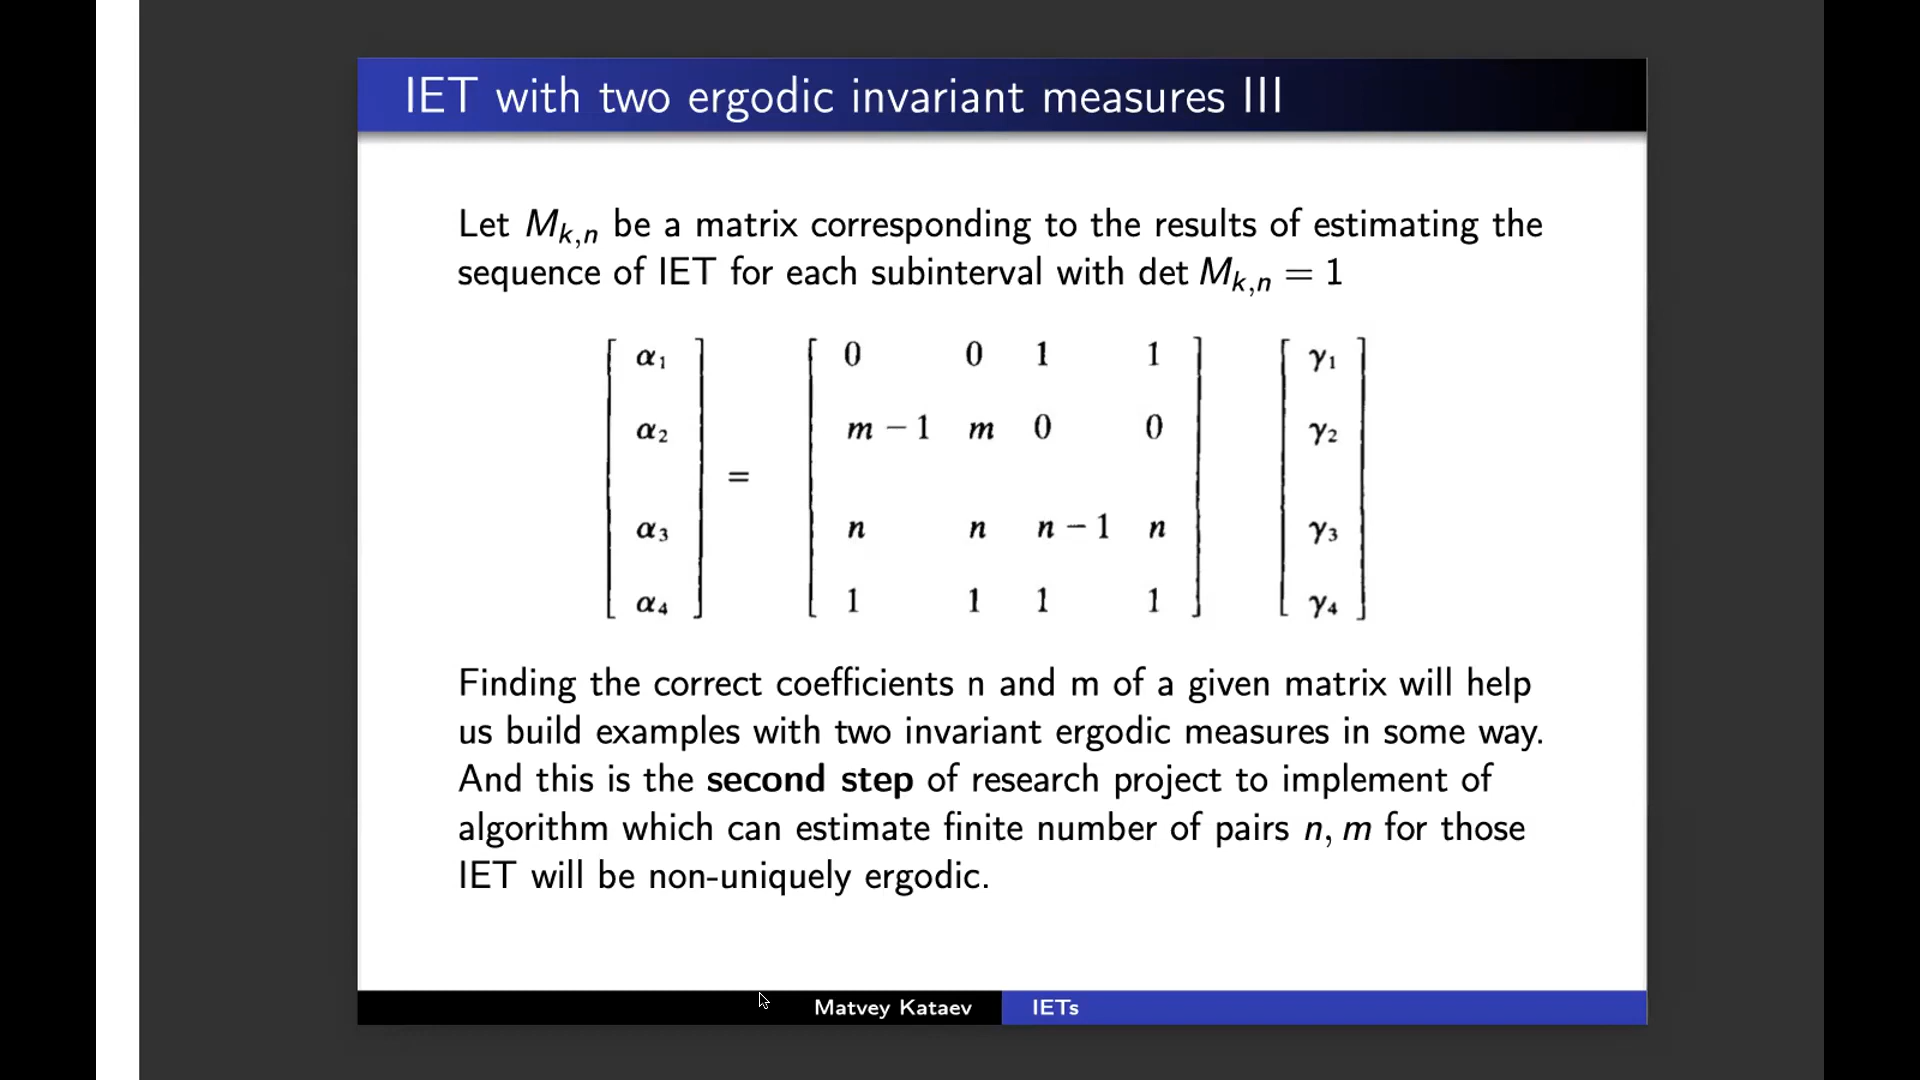 IET with two ergodic invariant measures III
Let M_{k,n} be a matrix corresponding to the results of estimating the
sequence of IET for each subinterval with det M_{k,n} = 1
α₁ 0 0 1 1 γ₁
α₂ m − 1 m 0 0 γ₂
=
α₃ n n n − 1 n γ₃
α₄ 1 1 1 1 γ₄
Finding the correct coefficients n and m of a given matrix will help
us build examples with two invariant ergodic measures in some way.
And this is the second step of research project to implement of
algorithm which can estimate finite number of pairs n, m for those
IET will be non-uniquely ergodic.
Matvey Kataev IETs